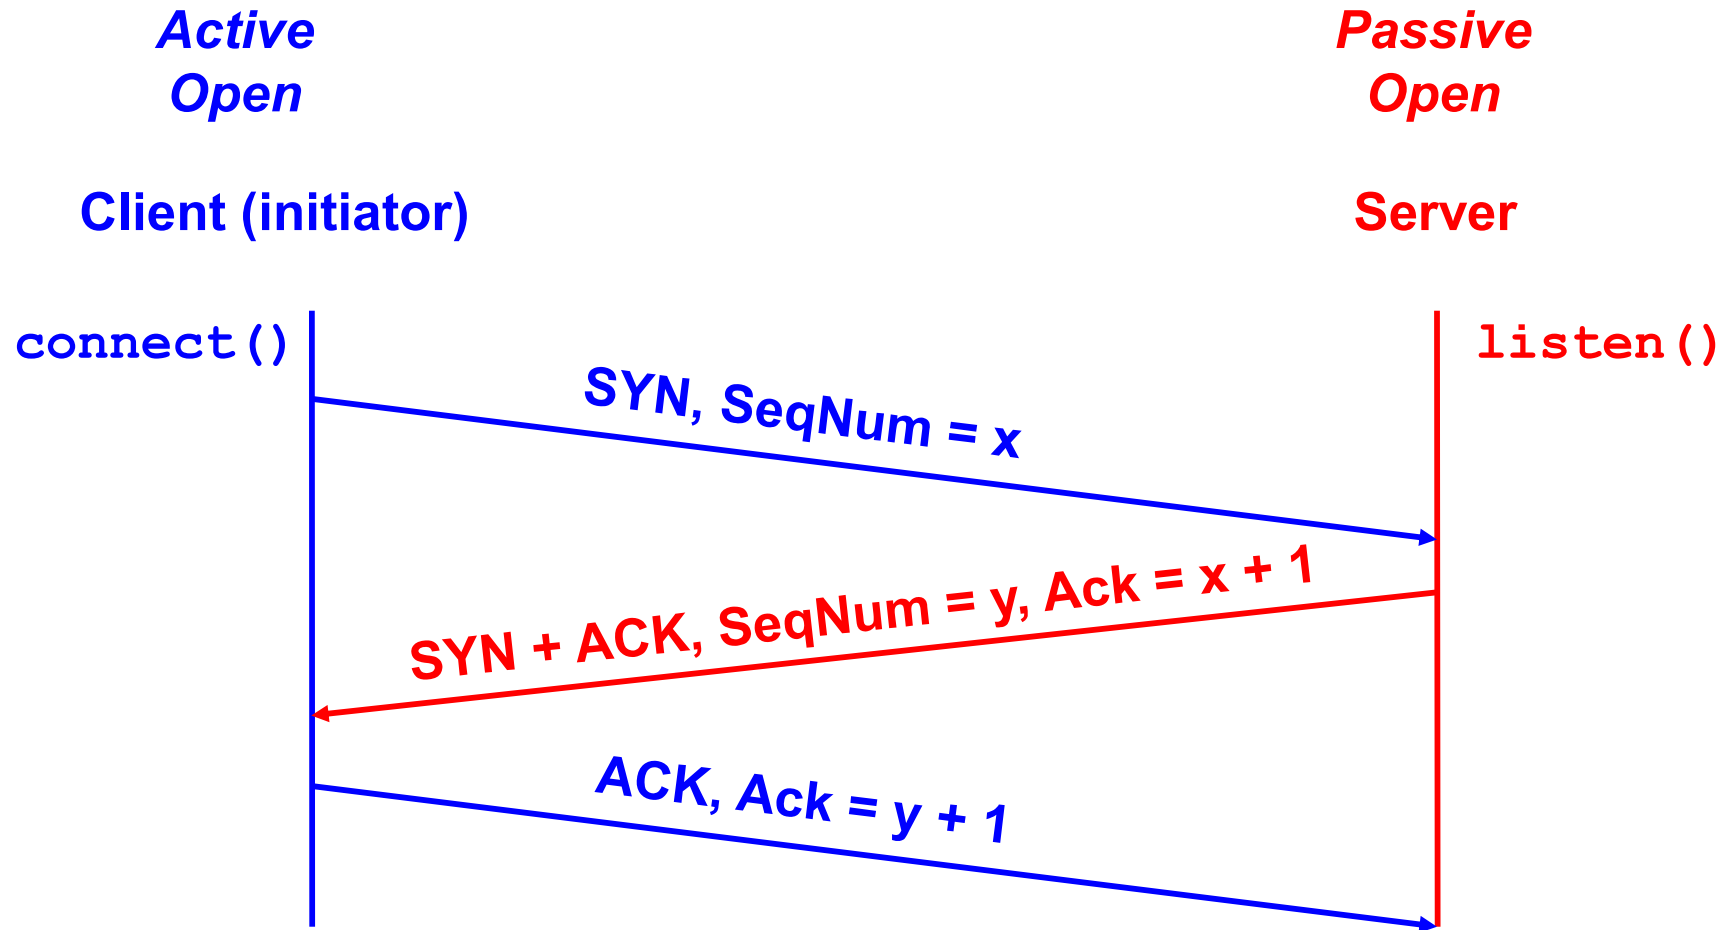 Active
Open
Passive
Open
Client (initiator)
Server
connect()
listen()
SYN, SeqNum = x
SYN + ACK, SeqNum = y, Ack = x + 1
ACK, Ack = y + 1